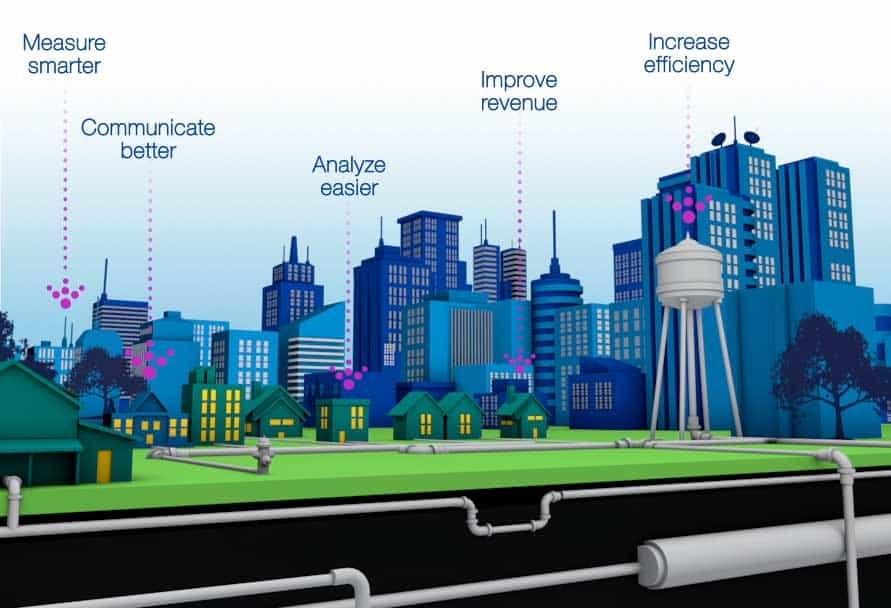 Measure
smarter
Communicate
better
Analyze
easier
Improve
revenue
Increase
efficiency